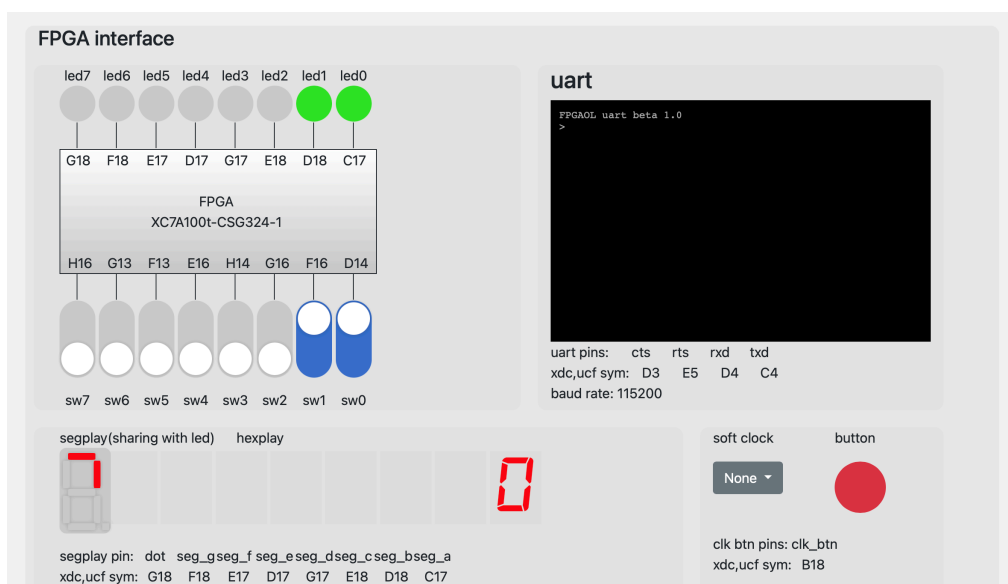 FPGA interface
led7 led6 led5 led4 led3 led2 led1 led0
G18 F18 E17 D17 G17 E18 D18 C17
FPGA
XC7A100t-CSG324-1
H16 G13 F13 E16 H14 G16 F16 D14
sw7 sw6 sw5 sw4 sw3 sw2 sw1 sw0
uart
FPGAOL uart beta 1.0
>
uart pins: cts rts rxd txd
xdc,ucf sym: D3 E5 D4 C4
baud rate: 115200
segplay(sharing with led) hexplay
0
segplay pin: dot seg_g seg_f seg_e seg_d seg_c seg_b seg_a
xdc,ucf sym: G18 F18 E17 D17 G17 E18 D18 C17
soft clock button
None
clk btn pins: clk_btn
xdc,ucf sym: B18